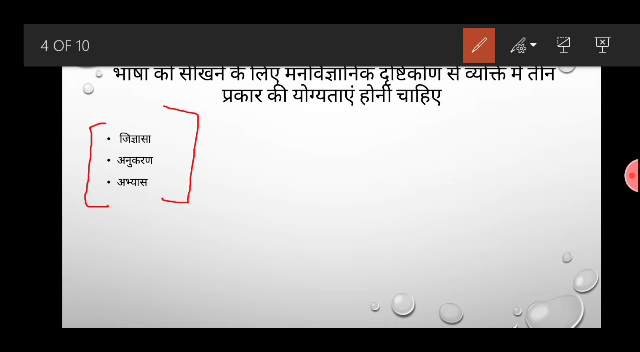 4 OF 10
भाषा को सीखने के लिए मनोवैज्ञानिक दृष्टिकोण से व्यक्ति में तीन
प्रकार की योग्यताएं होनी चाहिए
• जिज्ञासा
• अनुकरण
• अभ्यास